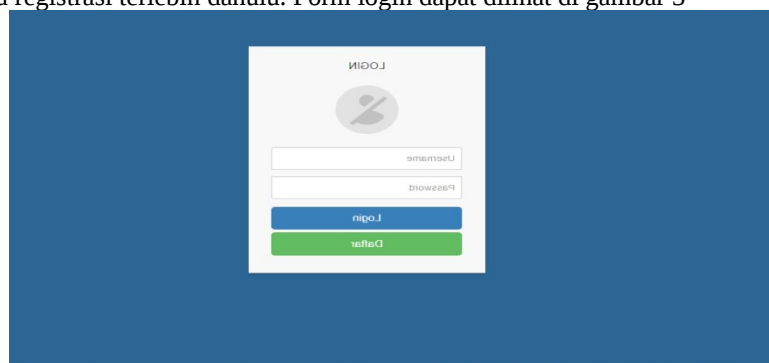 registrasi terlebih dahulu. Form login dapat dilihat di gambar 3
LOGIN
Username
Password
Login
Daftar